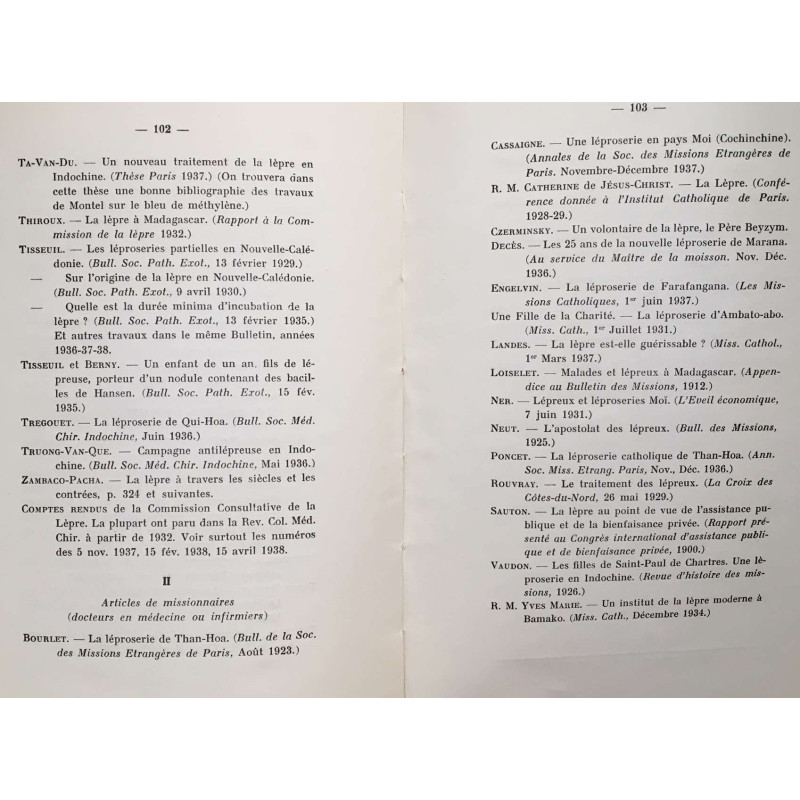 — 102 —
TA-VAN-DU. — Un nouveau traitement de la lèpre en
Indochine. (Thèse Paris 1937.) (On trouvera dans
cette thèse une bonne bibliographie des travaux
de Montel sur le bleu de méthylène.)
THIROUX. — La lèpre à Madagascar. (Rapport à la Com-
mission de la lèpre 1932.)
TISSEUIL. — Les léproseries partielles en Nouvelle-Calé-
donie. (Bull. Soc. Path. Exot., 13 février 1929.)
— Sur l'origine de la lèpre en Nouvelle-Calédonie.
(Bull. Soc. Path. Exot., 9 avril 1930.)
— Quelle est la durée minima d'incubation de la
lèpre ? (Bull. Soc. Path. Exot., 13 février 1935.)
Et autres travaux dans le même Bulletin, années
1936-37-38.
TISSEUIL et BERNY. — Un enfant de un an, fils de lé-
preuse, porteur d'un nodule contenant des bacil-
les de Hansen. (Bull. Soc. Path. Exot., 15 fév.
1935.)
TREGOUET. — La léproserie de Qui-Hoa. (Bull. Soc. Méd.
Chir. Indochine, Juin 1936.)
TRUONG-VAN-QUE. — Campagne antilépreuse en Indo-
chine. (Bull. Soc. Méd. Chir. Indochine, Mai 1936.)
ZAMBACO-PACHA. — La lèpre à travers les siècles et les
contrées, p. 324 et suivantes.
COMPTES RENDUS de la Commission Consultative de la
Lèpre. La plupart ont paru dans la Rev. Col. Méd.
Chir. à partir de 1932. Voir surtout les numéros
des 5 nov. 1937, 15 fév. 1938, 15 avril 1938.
II
Articles de missionnaires
(docteurs en médecine ou infirmiers)
BOURLET. — La léproserie de Than-Hoa. (Bull. de la Soc.
des Missions Etrangères de Paris, Août 1923.)
— 103 —
CASSAIGNE. — Une léproserie en pays Moi (Cochinchine).
(Annales de la Soc. des Missions Etrangères de
Paris. Novembre-Décembre 1937.)
R. M. CATHERINE DE JÉSUS-CHRIST. — La Lèpre. (Confé-
rence donnée à l'Institut Catholique de Paris.
1928-29.)
CZERMINSKY. — Un volontaire de la lèpre, le Père Beyzym.
DECÈS. — Les 25 ans de la nouvelle léproserie de Marana.
(Au service du Maître de la moisson. Nov. Déc.
1936.)
ENGELVIN. — La léproserie de Farafangana. (Les Mis-
sions Catholiques, 1er juin 1937.)
Une Fille de la Charité. — La léproserie d'Ambato-abo.
(Miss. Cath., 1er Juillet 1931.)
LANDES. — La lèpre est-elle guérissable ? (Miss. Cathol.,
1er Mars 1937.)
LOISELET. — Malades et lépreux à Madagascar. (Appen-
dice au Bulletin des Missions, 1912.)
NER. — Lépreux et léproseries Moï. (L'Eveil économique,
7 juin 1931.)
NEUT. — L'apostolat des lépreux. (Bull. des Missions,
1925.)
PONCET. — La léproserie catholique de Than-Hoa. (Ann.
Soc. Miss. Etrang. Paris, Nov., Déc. 1936.)
ROUVRAY. — Le traitement des lépreux. (La Croix des
Côtes-du-Nord, 26 mai 1929.)
SAUTON. — La lèpre au point de vue de l'assistance pu-
blique et de la bienfaisance privée. (Rapport pré-
senté au Congrès international d'assistance publi-
que et de bienfaisance privée, 1900.)
VAUDON. — Les filles de Saint-Paul de Chartres. Une lé-
proserie en Indochine. (Revue d'histoire des mis-
sions, 1926.)
R. M. YVES MARIE. — Un institut de la lèpre moderne à
Bamako. (Miss. Cath., Décembre 1934.)